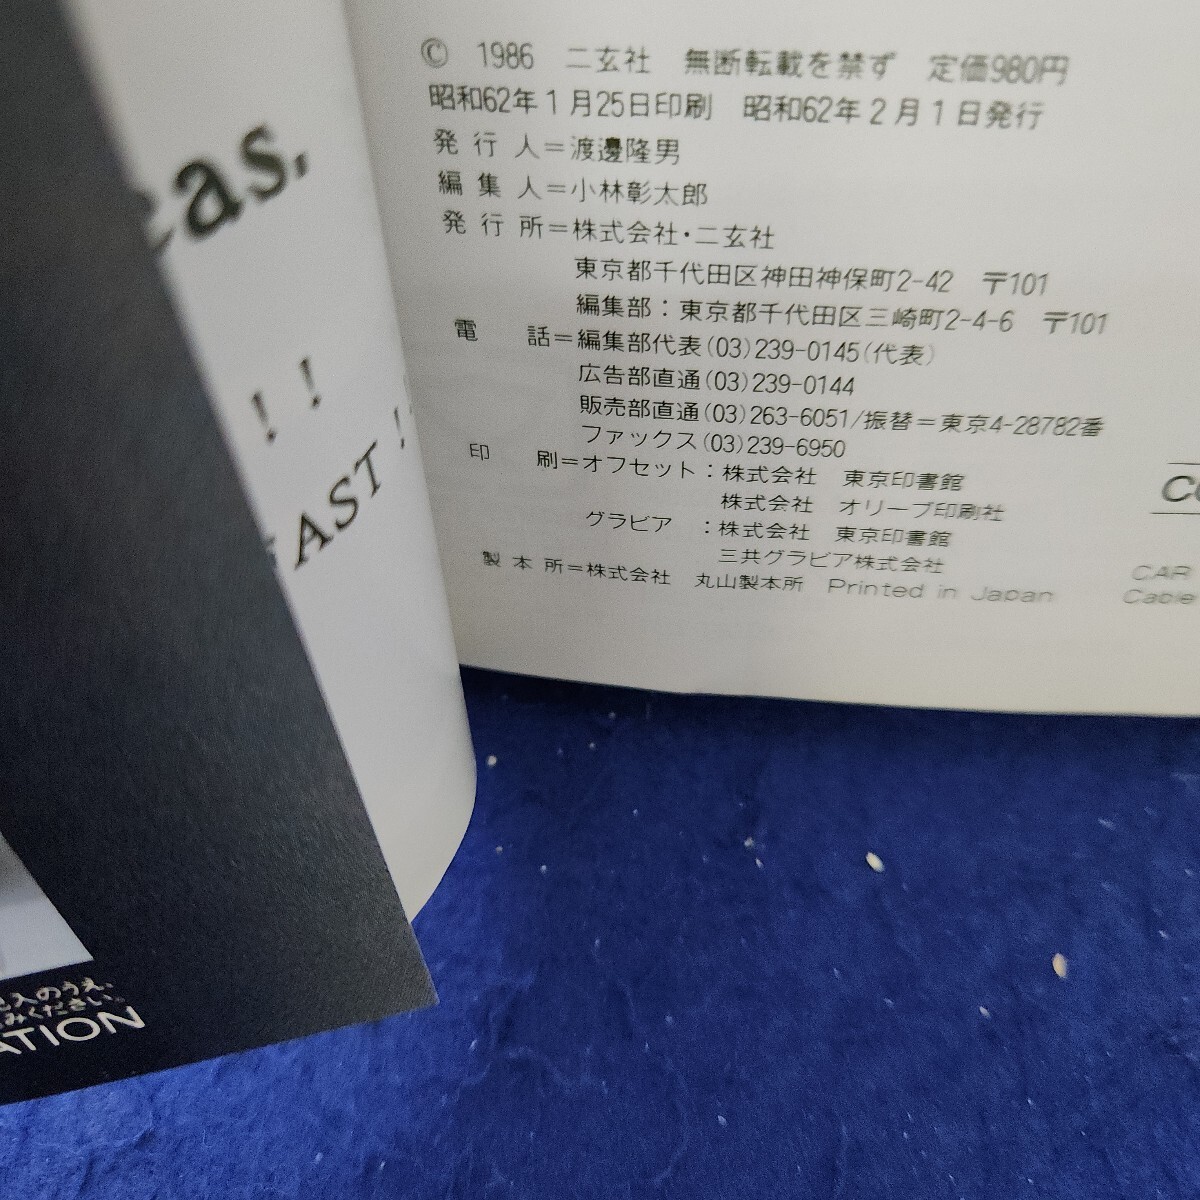 © 1986 二玄社 無断転載を禁ず 定価980円
昭和62年1月25日印刷 昭和62年2月1日発行
発行人=渡邊隆男
編集人=小林彰太郎
発行所=株式会社・二玄社
東京都千代田区神田神保町2-42 〒101
編集部：東京都千代田区三崎町2-4-6 〒101
電話=編集部代表(03)239-0145(代表)
広告部直通(03)239-0144
販売部直通(03)263-6051/振替=東京4-28782番
ファックス(03)239-6950
印刷=オフセット：株式会社 東京印書館
株式会社 オリーブ印刷社
グラビア：株式会社 東京印書館
三共グラビア株式会社
製本所=株式会社 丸山製本所 Printed in Japan
CAR
Cable
eas.
! !
AST !
入のうえ、
みください。
ATION